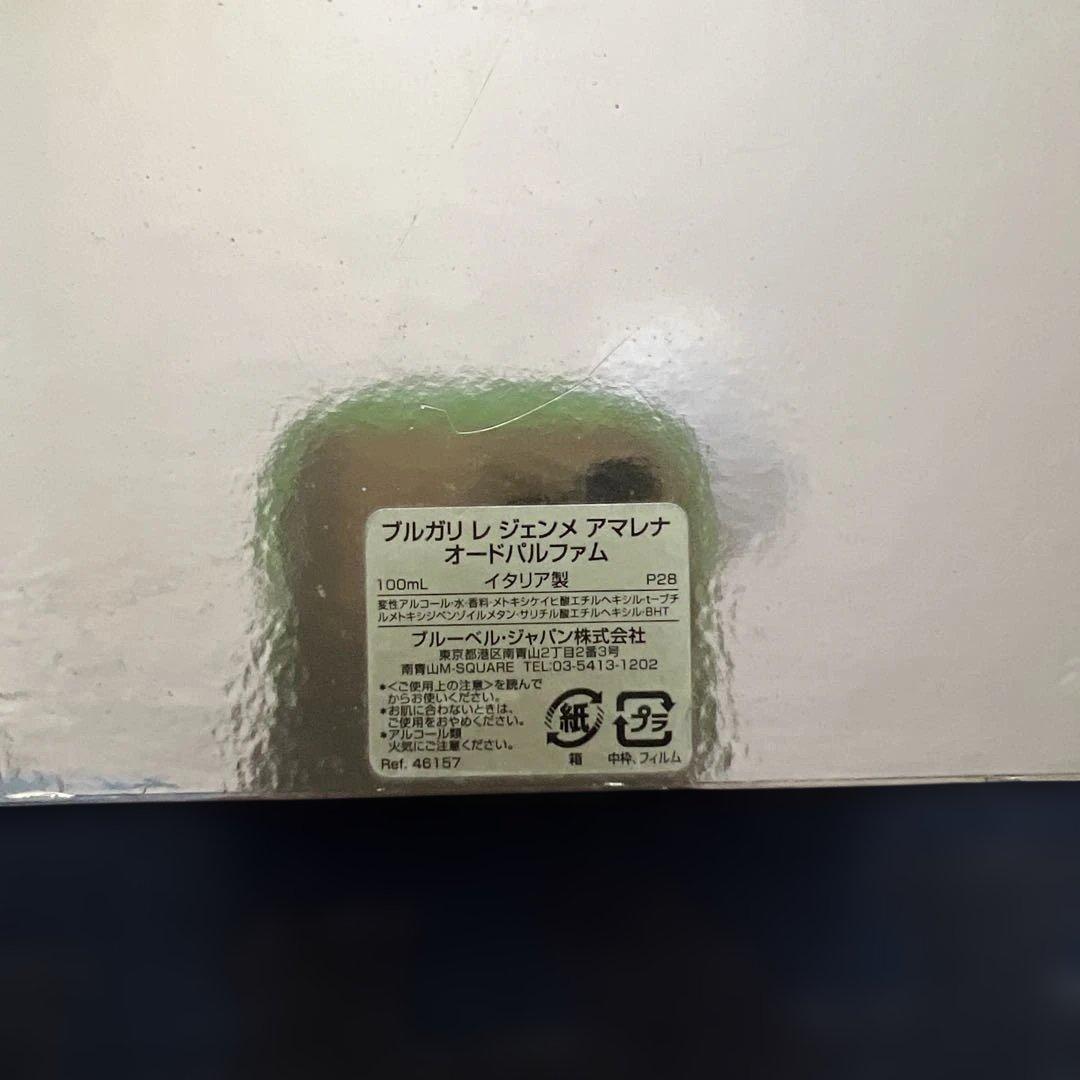 ブルガリ レ ジェンメ アマレナ
オードパルファム
100mL イタリア製 P28
変性アルコール・水・香料・メトキシケイヒ酸エチルヘキシル・t-ブチ
ルメトキシジベンゾイルメタン・サリチル酸エチルヘキシル・BHT
ブルーベル・ジャパン株式会社
東京都港区南青山2丁目2番3号
南青山M-SQUARE TEL:03-5413-1202
*<ご使用上の注意>を読んで
からお使いください。
*お肌に合わないときは、
ご使用をおやめください。
*アルコール類
火気にご注意ください。
紙
プラ
箱 中枠、フィルム
Ref. 46157